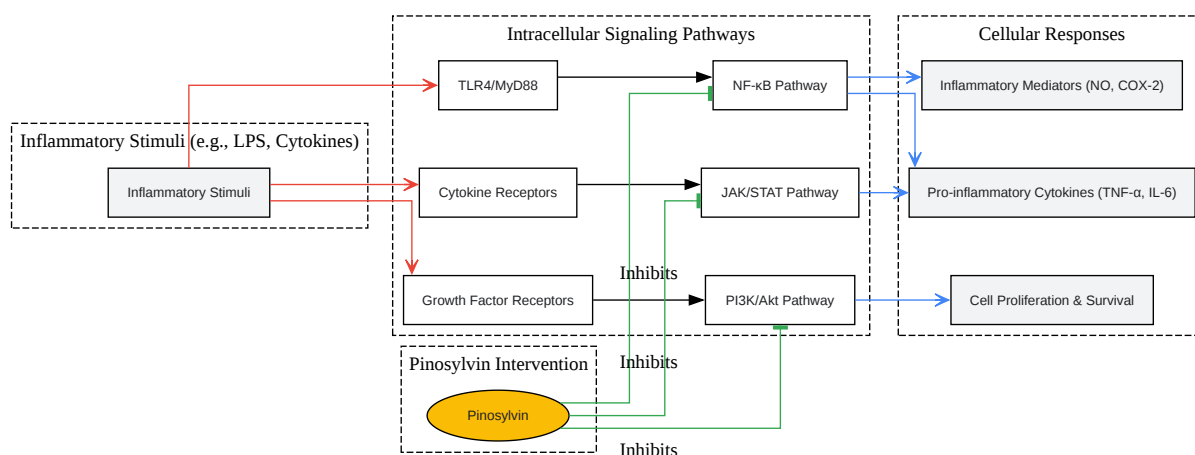 Intracellular Signaling Pathways
Cellular Responses
TLR4/MyD88
NF-κB Pathway
Inflammatory Mediators (NO, COX-2)
Inflammatory Stimuli (e.g., LPS, Cytokines)
Inflammatory Stimuli
Cytokine Receptors
JAK/STAT Pathway
Pro-inflammatory Cytokines (TNF-α, IL-6)
Inhibits
Growth Factor Receptors
PI3K/Akt Pathway
Cell Proliferation & Survival
Pinosylvin Intervention
Inhibits
Pinosylvin
Inhibits